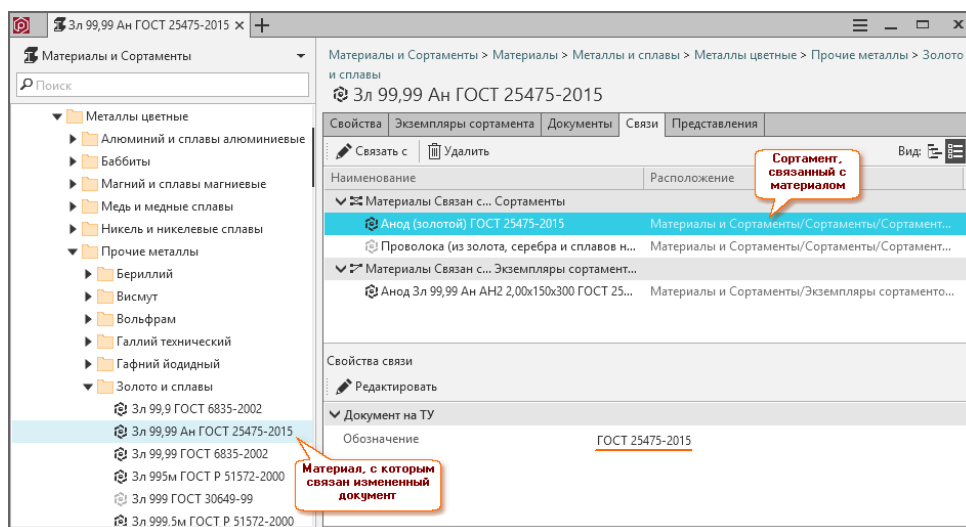 Зл 99,99 Ан ГОСТ 25475-2015
Материалы и Сортаменты
Поиск
Металлы цветные
Алюминий и сплавы алюминиевые
Баббиты
Магний и сплавы магниевые
Медь и медные сплавы
Никель и никелевые сплавы
Прочие металлы
Бериллий
Висмут
Вольфрам
Галлий технический
Гафний йодидный
Золото и сплавы
Зл 99,9 ГОСТ 6835-2002
Зл 99,99 Ан ГОСТ 25475-2015
Зл 99,99 ГОСТ 6835-2002
Зл 995м ГОСТ Р 51572-2000
Зл 999 ГОСТ 30649-99
Зл 999.5м ГОСТ Р 51572-2000
Материал, с которым
связан измененный
документ
Материалы и Сортаменты > Материалы > Металлы и сплавы > Металлы цветные > Прочие металлы > Золото
и сплавы
Зл 99,99 Ан ГОСТ 25475-2015
Свойства Экземпляры сортамента Документы Связи Представления
Связать с Удалить Вид:
Сортамент,
связанный с
материалом
Наименование Расположение
Материалы Связан с... Сортаменты
Анод (золотой) ГОСТ 25475-2015 Материалы и Сортаменты/Сортаменты/Сортамент...
Проволока (из золота, серебра и сплавов н... Материалы и Сортаменты/Сортаменты/Сортамент...
Материалы Связан с... Экземпляры сортамент...
Анод Зл 99,99 Ан АН2 2,00х150х300 ГОСТ 25... Материалы и Сортаменты/Экземпляры сортаменто...
Свойства связи
Редактировать
Документ на ТУ
Обозначение ГОСТ 25475-2015